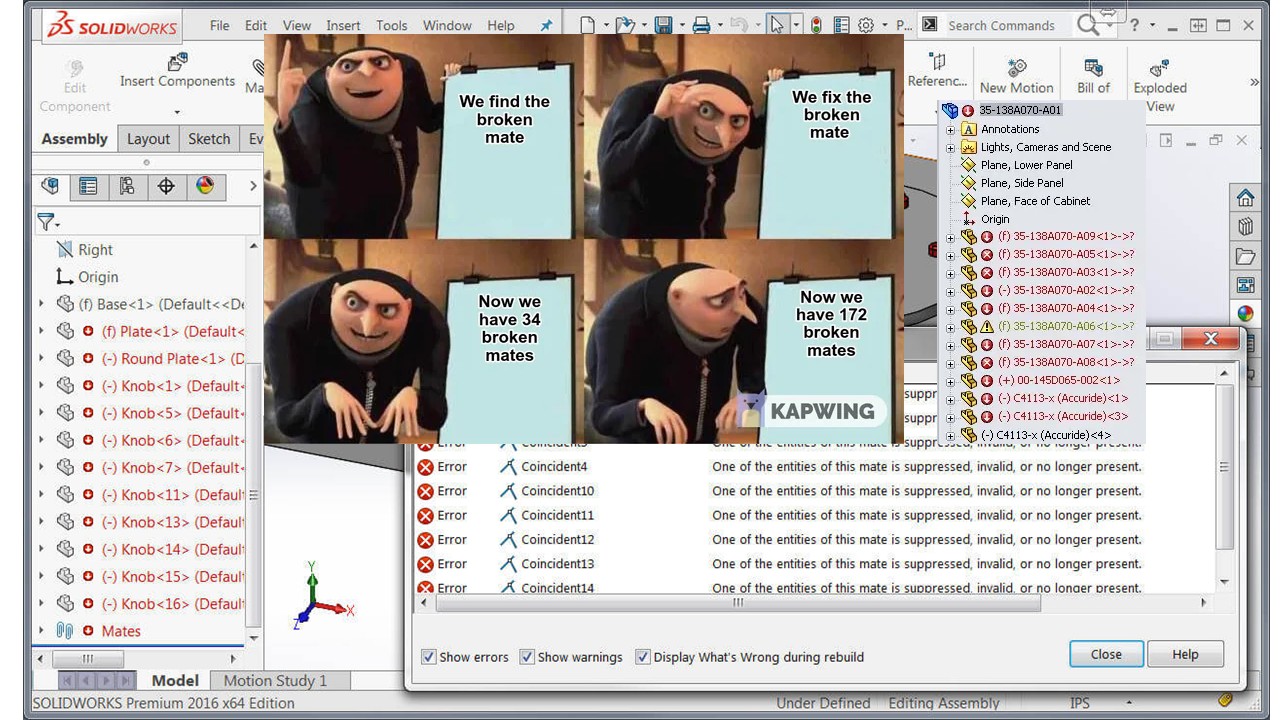 SOLIDWORKS
File Edit View Insert Tools Window Help
P...
Search Commands
?
Edit
Component
Insert Components
Ma
Referenc...
New Motion
Bill of
Exploded
View
Assembly Layout Sketch Ev
We find the
broken
mate
We fix the
broken
mate
Now we
have 34
broken
mates
Now we
have 172
broken
mates
KAPWING
Right
Origin
(f) Base<1> (Default<<De
(f) Plate<1> (Default<
(-) Round Plate<1> (D
(-) Knob<1> (Default<
(-) Knob<5> (Default<
(-) Knob<6> (Default<
(-) Knob<7> (Default<
(-) Knob<11> (Default
(-) Knob<13> (Default
(-) Knob<14> (Default
(-) Knob<15> (Default
(-) Knob<16> (Default
Mates
35-138A070-A01
Annotations
Lights, Cameras and Scene
Plane, Lower Panel
Plane, Side Panel
Plane, Face of Cabinet
Origin
(f) 35-138A070-A09<1>->?
(f) 35-138A070-A05<1>->?
(f) 35-138A070-A03<1>->?
(-) 35-138A070-A02<1>->?
(f) 35-138A070-A04<1>->?
(f) 35-138A070-A06<1>->?
(f) 35-138A070-A07<1>->?
(f) 35-138A070-A08<1>->?
(+) 00-145D065-002<1>
(-) C4113-x (Accuride)<1>
(-) C4113-x (Accuride)<3>
(-) C4113-x (Accuride)<4>
Error Coincident4 One of the entities of this mate is suppressed, invalid, or no longer present.
Error Coincident10 One of the entities of this mate is suppressed, invalid, or no longer present.
Error Coincident11 One of the entities of this mate is suppressed, invalid, or no longer present.
Error Coincident12 One of the entities of this mate is suppressed, invalid, or no longer present.
Error Coincident13 One of the entities of this mate is suppressed, invalid, or no longer present.
Error Coincident14 One of the entities of this mate is suppressed, invalid, or no longer present.
Show errors Show warnings Display What's Wrong during rebuild
Close Help
Y
X
Z
Model Motion Study 1
SOLIDWORKS Premium 2016 x64 Edition
Under Defined Editing Assembly IPS